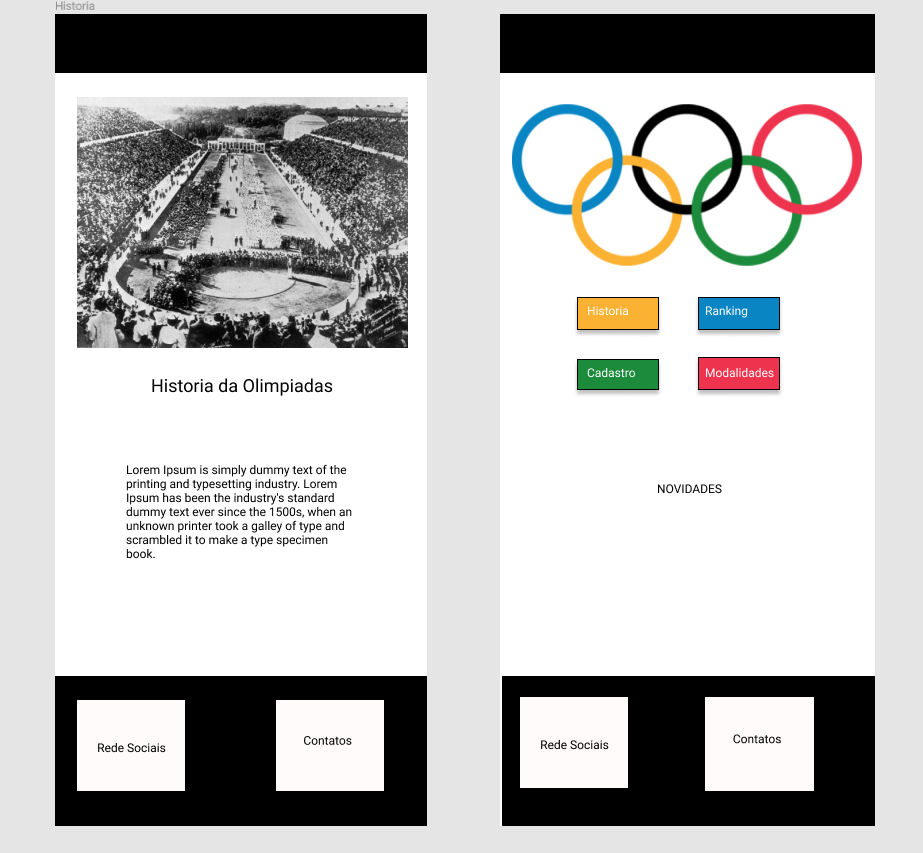 Historia
Historia da Olimpiadas
Lorem Ipsum is simply dummy text of the
printing and typesetting industry. Lorem
Ipsum has been the industry's standard
dummy text ever since the 1500s, when an
unknown printer took a galley of type and
scrambled it to make a type specimen
book.
Rede Sociais
Contatos
Historia
Ranking
Cadastro
Modalidades
NOVIDADES
Rede Sociais
Contatos